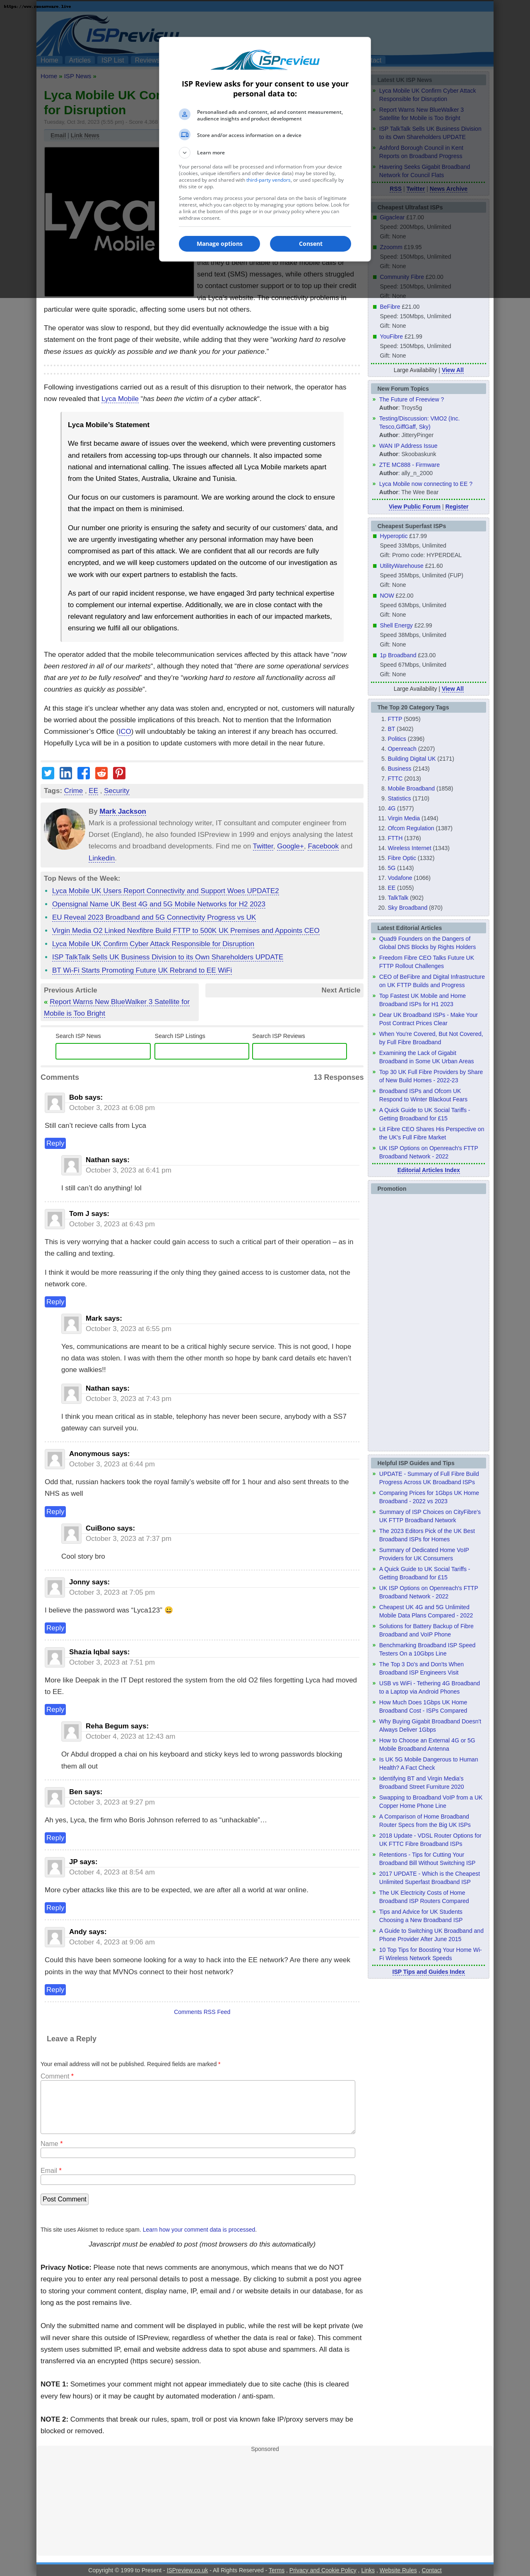 ISPreview
Home Articles ISP List Reviews
Home » ISP News »
Lyca Mobile UK Con
for Disruption
Email | Link News
Lyca
Mobile
ISPreview
ISP Review asks for your consent to use your
personal data to:
Personalised ads and content, ad and content measurement,
audience insights and product development
Store and/or access information on a device
Learn more
Your personal data will be processed and information from your device
(cookies, unique identifiers and other device data) may be stored by,
accessed by and shared with third-party vendors, or used specifically by
this site or app.
Some vendors may process your personal data on the basis of legitimate
interest, which you can object to by managing your options below. Look for
a link at the bottom of this page or in our privacy policy where you can
withdraw consent.
Manage options
Consent
that they'd been unable to make mobile calls or
send text (SMS) messages, while others struggled
to contact customer support or to top up their credit
via Lyca's website. The connectivity problems in
particular were quite sporadic, affecting some users but not others.
The operator was slow to respond, but they did eventually acknowledge the issue with a big
statement on their website, albeit merely saying that they were "working hard to resolve
these issues as quickly as possible and we thank you for your patience."
Following investigations carried out as a result of this disruption to their network, the operator has
now revealed that Lyca Mobile "has been the victim of a cyber attack".
Lyca Mobile's Statement
We first became aware of issues over the weekend, which were preventing customers
and retailers from accessing top-ups through our channels. It also impacted some
national and international calling. The issue affected all Lyca Mobile markets apart
from the United States, Australia, Ukraine and Tunisia.
Our focus on our customers is paramount. We are working around the clock to ensure
that the impact on them is minimised.
Our number one priority is ensuring the safety and security of our customers' data, and
we are urgently investigating whether any personal information may have been
compromised as part of this attack. We are confident that all our records are fully
encrypted, and we will keep customers updated on the outcome of our investigation
as we work with our expert partners to establish the facts.
As part of our rapid incident response, we have engaged 3rd party technical expertise
to complement our internal experience. Additionally, we are in close contact with the
relevant regulatory and law enforcement authorities in each of our impacted markets,
ensuring we fulfil all our obligations.
The operator added that the mobile telecommunication services affected by this attack have "now
been restored in all of our markets", although they did add that "there are some operational services
that are yet to be fully restored" and they're "working hard to ensure all functionality is restored as
quickly as possible".
At this stage we don't know whether any data was stolen and, encrypted or not, will naturally
be worried about the possibility. Suffice to say that we'd expect the Information
Commissioner's Office (ICO) to be involved, which is standard for this sort of incident.
Hopefully Lyca will be in a position to update customers with more detail in the near future.
Tags: Crime , EE , Security
By Mark Jackson
Mark is a professional technology writer, IT consultant and computer engineer from
Dorset (England), he also founded ISPreview in 1999 and enjoys analysing the latest
telecoms and broadband developments. Find me on Twitter, Google+, Facebook and
Linkedin.
Top News of the Week:
Lyca Mobile UK Users Report Connectivity and Support Woes UPDATE2
Opensignal Name UK Best 4G and 5G Mobile Networks for H2 2023
EU Reveal 2023 Broadband and 5G Connectivity Progress vs UK
Virgin Media O2 Linked Nexfibre Build FTTP to 500K UK Premises and Appoints CEO
Lyca Mobile UK Confirm Cyber Attack Responsible for Disruption
ISP TalkTalk Sells UK Business Division to its Own Shareholders UPDATE
BT Wi-Fi Starts Promoting Future UK Rebrand to EE WiFi
Previous Article
« Report Warns New BlueWalker 3 Satellite for
Mobile is Too Bright
Next Article
Search ISP News
Search ISP Listings
Search ISP Reviews
Comments
13 Responses
Bob says:
October 3, 2023 at 6:08 pm
Still can't recieve calls from Lyca
Reply
Nathan says:
October 3, 2023 at 6:41 pm
I still can't do anything! lol
Tom J says:
October 3, 2023 at 6:43 pm
This is very worrying that a hacker could gain access to such a critical part of their operation – as in
the calling and texting.
I think it would be more reassuring if the only thing they gained access to is customer data, not the
network core.
Reply
Mark says:
October 3, 2023 at 6:55 pm
Yes, communications are meant to be a critical highly secure service. This is not good, I hope
no data was stolen. I was with them the other month so hope by bank card details etc haven't
gone walkies!!
Nathan says:
October 3, 2023 at 7:43 pm
I think you mean critical as in stable, telephony has never been secure, anybody with a SS7
gateway can surveil you.
Anonymous says:
October 3, 2023 at 6:44 pm
Odd that, russian hackers took the royal family's website off for 1 hour and also sent threats to the
NHS as well
Reply
CuiBono says:
October 3, 2023 at 7:37 pm
Cool story bro
Jonny says:
October 3, 2023 at 7:05 pm
I believe the password was "Lyca123" 😀
Reply
Shazia Iqbal says:
October 3, 2023 at 7:51 pm
More like Deepak in the IT Dept messed up the system from the old O2 files forgetting Lyca had moved
to EE.
Reply
Reha Begum says:
October 4, 2023 at 12:43 am
Or Abdul dropped a samosa on his laptop causing the sticky keys led to wrong commands blocking
them all out
Ben says:
October 3, 2023 at 9:27 pm
Ah yes, Lyca, the firm who's blockchain are referred to as "unhackable"…
Reply
JP says:
October 4, 2023 at 8:54 am
More cyber attacks like this are to be expected, we are after all a world at war online.
Reply
Andy says:
October 4, 2023 at 9:06 am
Could this have been someone looking for a way to hack into the EE network? Are there any week
points in the way that MVNOs connect to their host network?
Reply
Comments RSS Feed
Leave a Reply
Your email address will not be published. Required fields are marked *
Comment *
Name *
Email *
Post Comment
This site uses Akismet to reduce spam. Learn how your comment data is processed.
Javascript must be enabled to post (most browsers do this automatically)
Privacy Notice: Please note that news comments are anonymous, which means that we do NOT
require you to enter any real personal details to post a message. By clicking to submit a post you agree
to storing your comment content, display name, IP, email and / or website details in our database, for as
long as the post remains live.
Only the submitted name and comment will be displayed in public, while the rest will be kept private (we
will never share this outside of ISPreview, regardless of whether the data is real or fake). This comment
system uses submitted IP, email and website address data to spot abuse and spammers. All data is
transferred via an encrypted (https secure) session.
NOTE 1: Sometimes your comment might not appear immediately due to site cache (this is cleared
every few hours) or it may be caught by automated moderation / anti-spam.
NOTE 2: Comments that break our rules, spam, troll or post via known fake IP/proxy servers may be
blocked or removed.
Latest UK ISP News
Lyca Mobile UK Confirm Cyber Attack
Responsible for Disruption
Report Warns New BlueWalker 3
Satellite for Mobile is Too Bright
ISP TalkTalk Sells UK Business Division
to its Own Shareholders UPDATE
Ashford Borough Council in Kent
Reports on Broadband Progress
Havering Seeks Gigabit Broadband
Network for Council Flats
RSS | Twitter | News Archive
Cheapest Ultrafast ISPs
Gigaclear £17.00
Speed: 200Mbps, Unlimited
Gift: None
Zzoomm £19.95
Speed: 150Mbps, Unlimited
Gift: None
Community Fibre £20.00
Speed: 150Mbps, Unlimited
Gift: None
BeFibre £21.00
Speed: 150Mbps, Unlimited
Gift: None
YouFibre £21.99
Speed: 150Mbps, Unlimited
Gift: None
Large Availability | View All
New Forum Topics
The Future of Freeview ?
Author: Troys5g
Testing/Discussion: VMO2 (Inc.
Tesco,GiffGaff, Sky)
Author: JitteryPinger
WAN IP Address Issue
Author: Skoobaskunk
ZTE MC888 - Firmware
Author: ally_n_2000
Lyca Mobile now connecting to EE ?
Author: The Wee Bear
View Public Forum | Register
Cheapest Superfast ISPs
Hyperoptic £17.99
Speed 33Mbps, Unlimited
Gift: Promo code: HYPERDEAL
UtilityWarehouse £21.60
Speed 35Mbps, Unlimited (FUP)
Gift: None
NOW £22.00
Speed 63Mbps, Unlimited
Gift: None
Shell Energy £22.99
Speed 38Mbps, Unlimited
Gift: None
1p Broadband £23.00
Speed 67Mbps, Unlimited
Gift: None
Large Availability | View All
The Top 20 Category Tags
1. FTTP (5095)
2. BT (3402)
3. Politics (2396)
4. Openreach (2207)
5. Building Digital UK (2171)
6. Business (2143)
7. FTTC (2013)
8. Mobile Broadband (1858)
9. Statistics (1710)
10. 4G (1577)
11. Virgin Media (1494)
12. Ofcom Regulation (1387)
13. FTTH (1376)
14. Wireless Internet (1343)
15. Fibre Optic (1332)
16. 5G (1143)
17. Vodafone (1066)
18. EE (1055)
19. TalkTalk (902)
20. Sky Broadband (870)
Latest Editorial Articles
Quad9 Founders on the Dangers of
Global DNS Blocks by Rights Holders
Freedom Fibre CEO Talks Future UK
FTTP Rollout Challenges
CEO of BeFibre and Digital Infrastructure
on UK FTTP Builds and Progress
Top Fastest UK Mobile and Home
Broadband ISPs for H1 2023
Dear UK Broadband ISPs - Make Your
Post Contract Prices Clear
When You're Covered, But Not Covered,
by Full Fibre Broadband
Examining the Lack of Gigabit
Broadband in Some UK Urban Areas
Top 30 UK Full Fibre Providers by Share
of New Build Homes - 2022-23
Broadband ISPs and Ofcom UK
Respond to Winter Blackout Fears
A Quick Guide to UK Social Tariffs -
Getting Broadband for £15
Lit Fibre CEO Shares His Perspective on
the UK's Full Fibre Market
UK ISP Options on Openreach's FTTP
Broadband Network - 2022
Editorial Articles Index
Promotion
Helpful ISP Guides and Tips
UPDATE - Summary of Full Fibre Build
Progress Across UK Broadband ISPs
Comparing Prices for 1Gbps UK Home
Broadband - 2022 vs 2023
Summary of ISP Choices on CityFibre's
UK FTTP Broadband Network
The 2023 Editors Pick of the UK Best
Broadband ISPs for Homes
Summary of Dedicated Home VoIP
Providers for UK Consumers
A Quick Guide to UK Social Tariffs -
Getting Broadband for £15
UK ISP Options on Openreach's FTTP
Broadband Network - 2022
Cheapest UK 4G and 5G Unlimited
Mobile Data Plans Compared - 2022
Solutions for Battery Backup of Fibre
Broadband and VoIP Phone
Benchmarking Broadband ISP Speed
Testers On a 10Gbps Line
The Top 3 Do's and Don'ts When
Broadband ISP Engineers Visit
USB vs WiFi - Tethering 4G Broadband
to a Laptop via Android Phones
How Much Does 1Gbps UK Home
Broadband Cost - ISPs Compared
Why Buying Gigabit Broadband Doesn't
Always Deliver 1Gbps
How to Choose an External 4G or 5G
Mobile Broadband Antenna
Is UK 5G Mobile Dangerous to Human
Health? A Fact Check
Identifying BT and Virgin Media's
Broadband Street Furniture 2020
Swapping to Broadband VoIP from a UK
Copper Home Phone Line
A Comparison of Home Broadband
Router Specs from the Big UK ISPs
2018 Update - VDSL Router Options for
UK FTTC Fibre Broadband ISPs
Retentions - Tips for Cutting Your
Broadband Bill Without Switching ISP
2017 UPDATE - Which is the Cheapest
Unlimited Superfast Broadband ISP
The UK Electricity Costs of Home
Broadband ISP Routers Compared
Tips and Advice for UK Students
Choosing a New Broadband ISP
A Guide to Switching UK Broadband and
Phone Provider After June 2015
10 Top Tips for Boosting Your Home Wi-
Fi Wireless Network Speeds
ISP Tips and Guides Index
Sponsored
Copyright © 1999 to Present - ISPreview.co.uk - All Rights Reserved - Terms , Privacy and Cookie Policy , Links , Website Rules , Contact